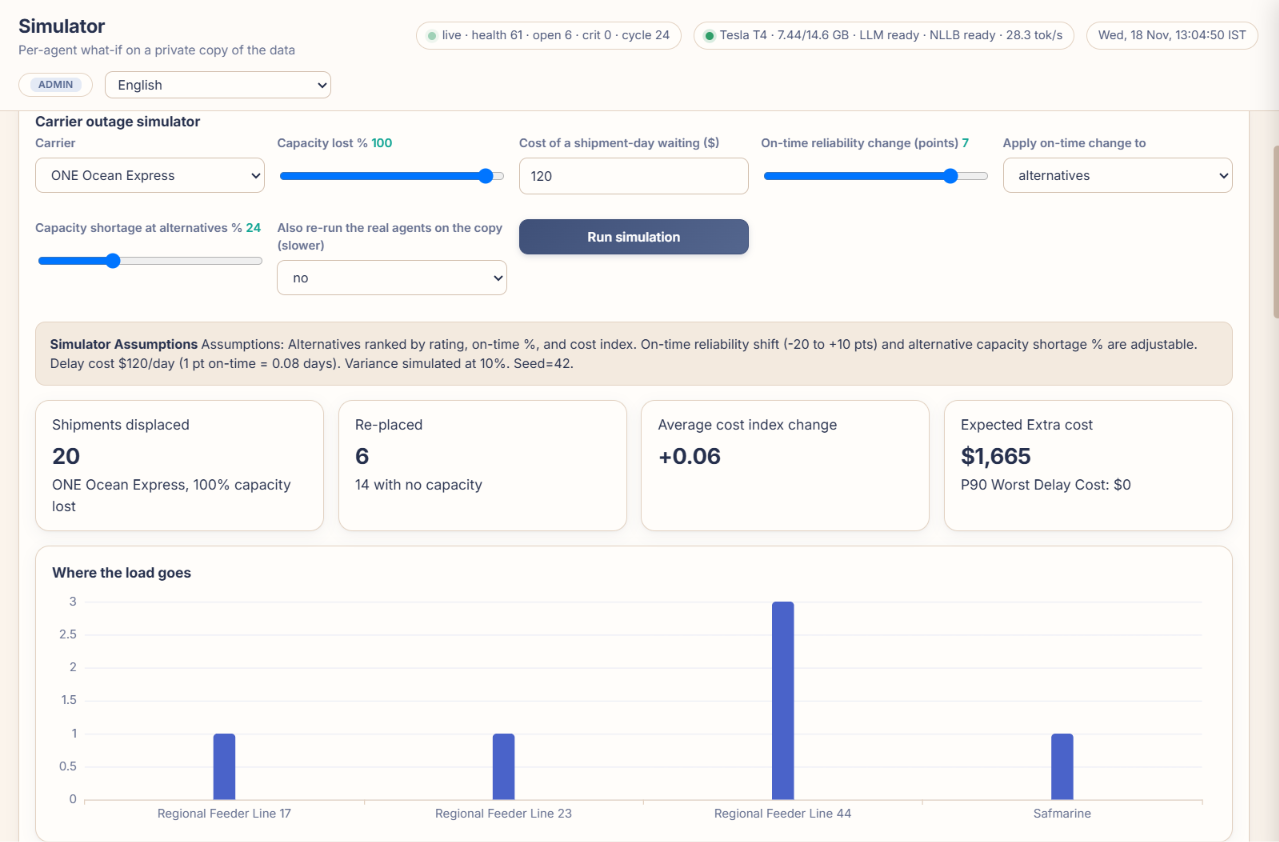 Simulator
Per-agent what-if on a private copy of the data
live · health 61 · open 6 · crit 0 · cycle 24
Tesla T4 · 7.44/14.6 GB · LLM ready · NLLB ready · 28.3 tok/s
Wed, 18 Nov, 13:04:50 IST
ADMIN
English
Carrier outage simulator
Carrier
Capacity lost % 100
Cost of a shipment-day waiting ($)
On-time reliability change (points) 7
Apply on-time change to
ONE Ocean Express
120
alternatives
Capacity shortage at alternatives % 24
Also re-run the real agents on the copy
(slower)
Run simulation
no
Simulator Assumptions Assumptions: Alternatives ranked by rating, on-time %, and cost index. On-time reliability shift (-20 to +10 pts) and alternative capacity shortage % are adjustable.
Delay cost $120/day (1 pt on-time = 0.08 days). Variance simulated at 10%. Seed=42.
Shipments displaced
20
ONE Ocean Express, 100% capacity
lost
Re-placed
6
14 with no capacity
Average cost index change
+0.06
Expected Extra cost
$1,665
P90 Worst Delay Cost: $0
Where the load goes
3
2.5
2
1.5
1
0.5
0
Regional Feeder Line 17
Regional Feeder Line 23
Regional Feeder Line 44
Safmarine